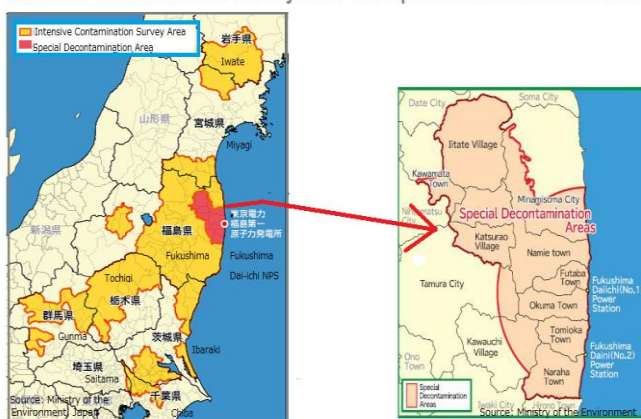 Intensive Contamination Survey Area
Special Decontamination Area
岩手県
Iwate
山形県
宮城県
Miyagi
新潟県
福島県
Fukushima
東京電力
福島第一
原子力発電所
Fukushima
Dai-ichi NPS
Tochigi
栃木県
群馬県
Gunma
茨城県
Ibaraki
埼玉県
Saitama
千葉県
Chiba
Source: Ministry of the
Environment, Japan
Date City
Soma City
Iitate Village
Kawamata
Town
Minamisoma City
Special Decontamination
Areas
Katsurao
Village
Namie town
Tamura City
Futaba
Town
Okuma Town
Fukushima
Daiichi(No,1)
Power
Station
Tomioka
Town
Kawauchi
Village
Fukushima
Daini(No.2)
Power
Station
Ono
Town
Naraha
Town
Iwaki City
Special
Decontamination
Areas
Source: Ministry of the Environment